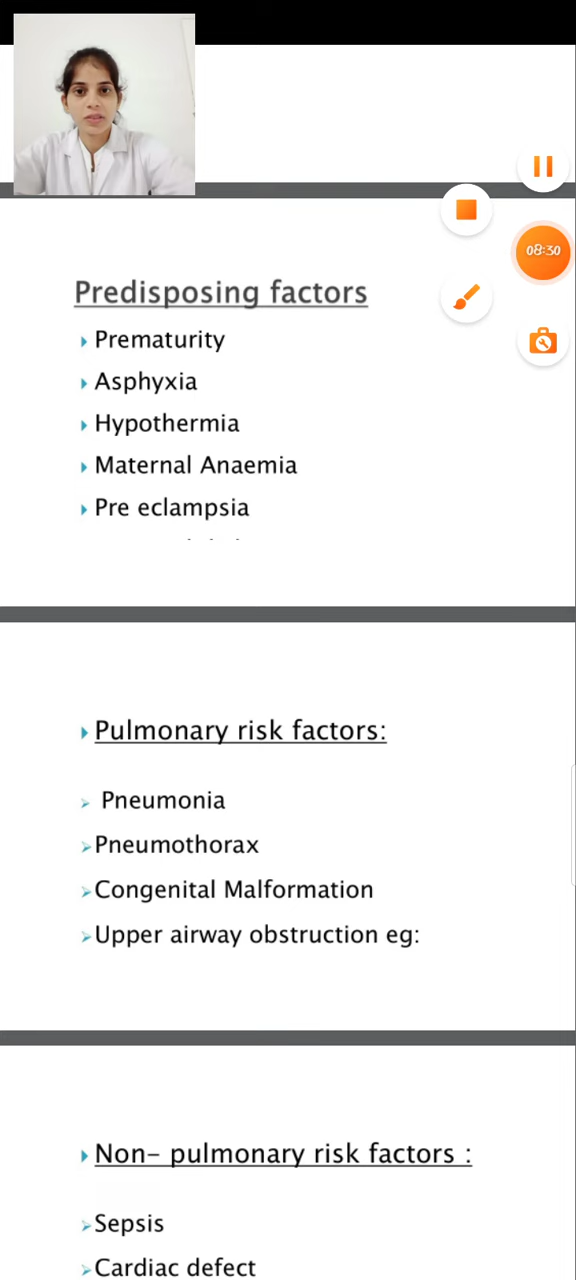 08:30
Predisposing factors
Prematurity
Asphyxia
Hypothermia
Maternal Anaemia
Pre eclampsia
Pulmonary risk factors:
Pneumonia
Pneumothorax
Congenital Malformation
Upper airway obstruction eg:
Non- pulmonary risk factors :
Sepsis
Cardiac defect